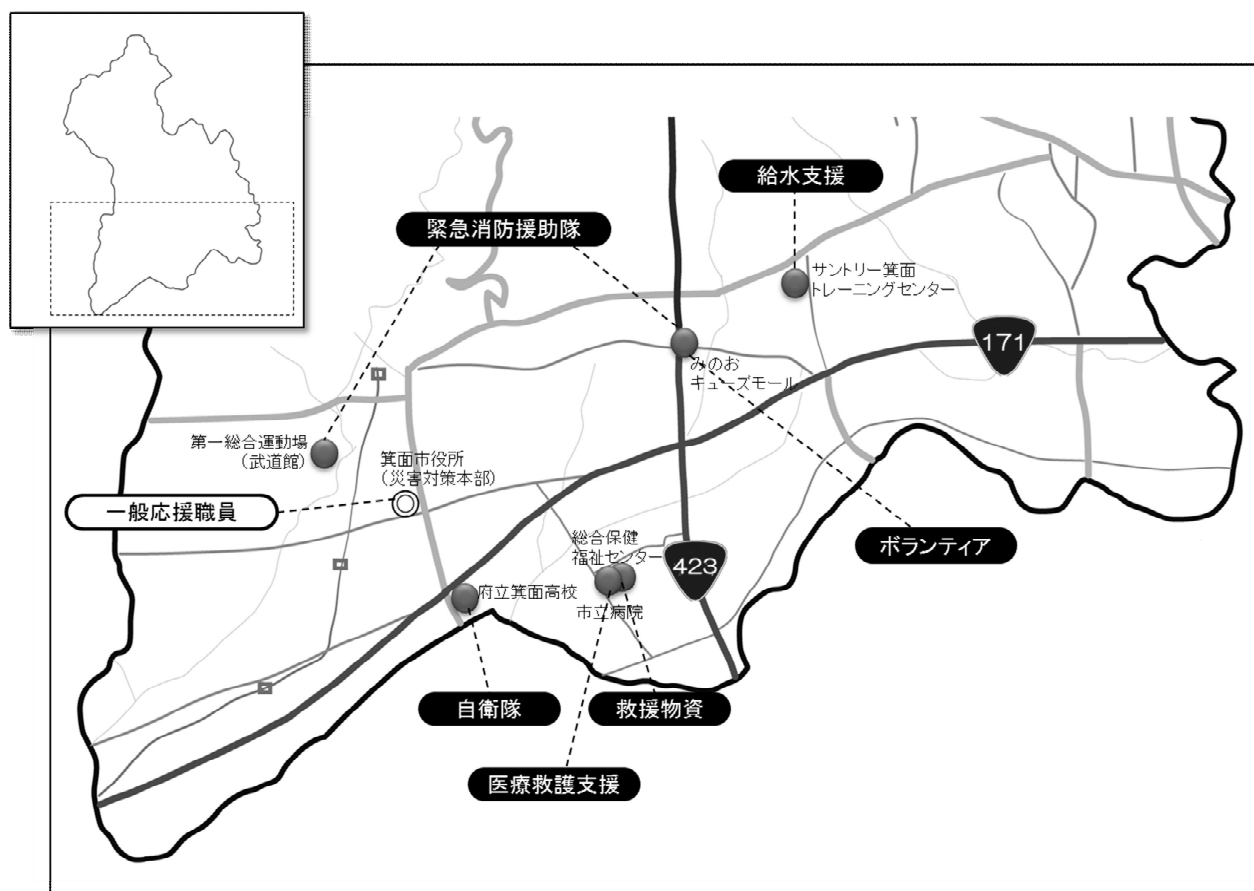 給水支援
緊急消防援助隊
サントリー箕面
トレーニングセンター
171
みのお
キューズモール
第一総合運動場
(武道館)
箕面市役所
(災害対策本部)
一般応援職員
総合保健
福祉センター
ボランティア
423
府立箕面高校
市立病院
自衛隊
救援物資
医療救護支援